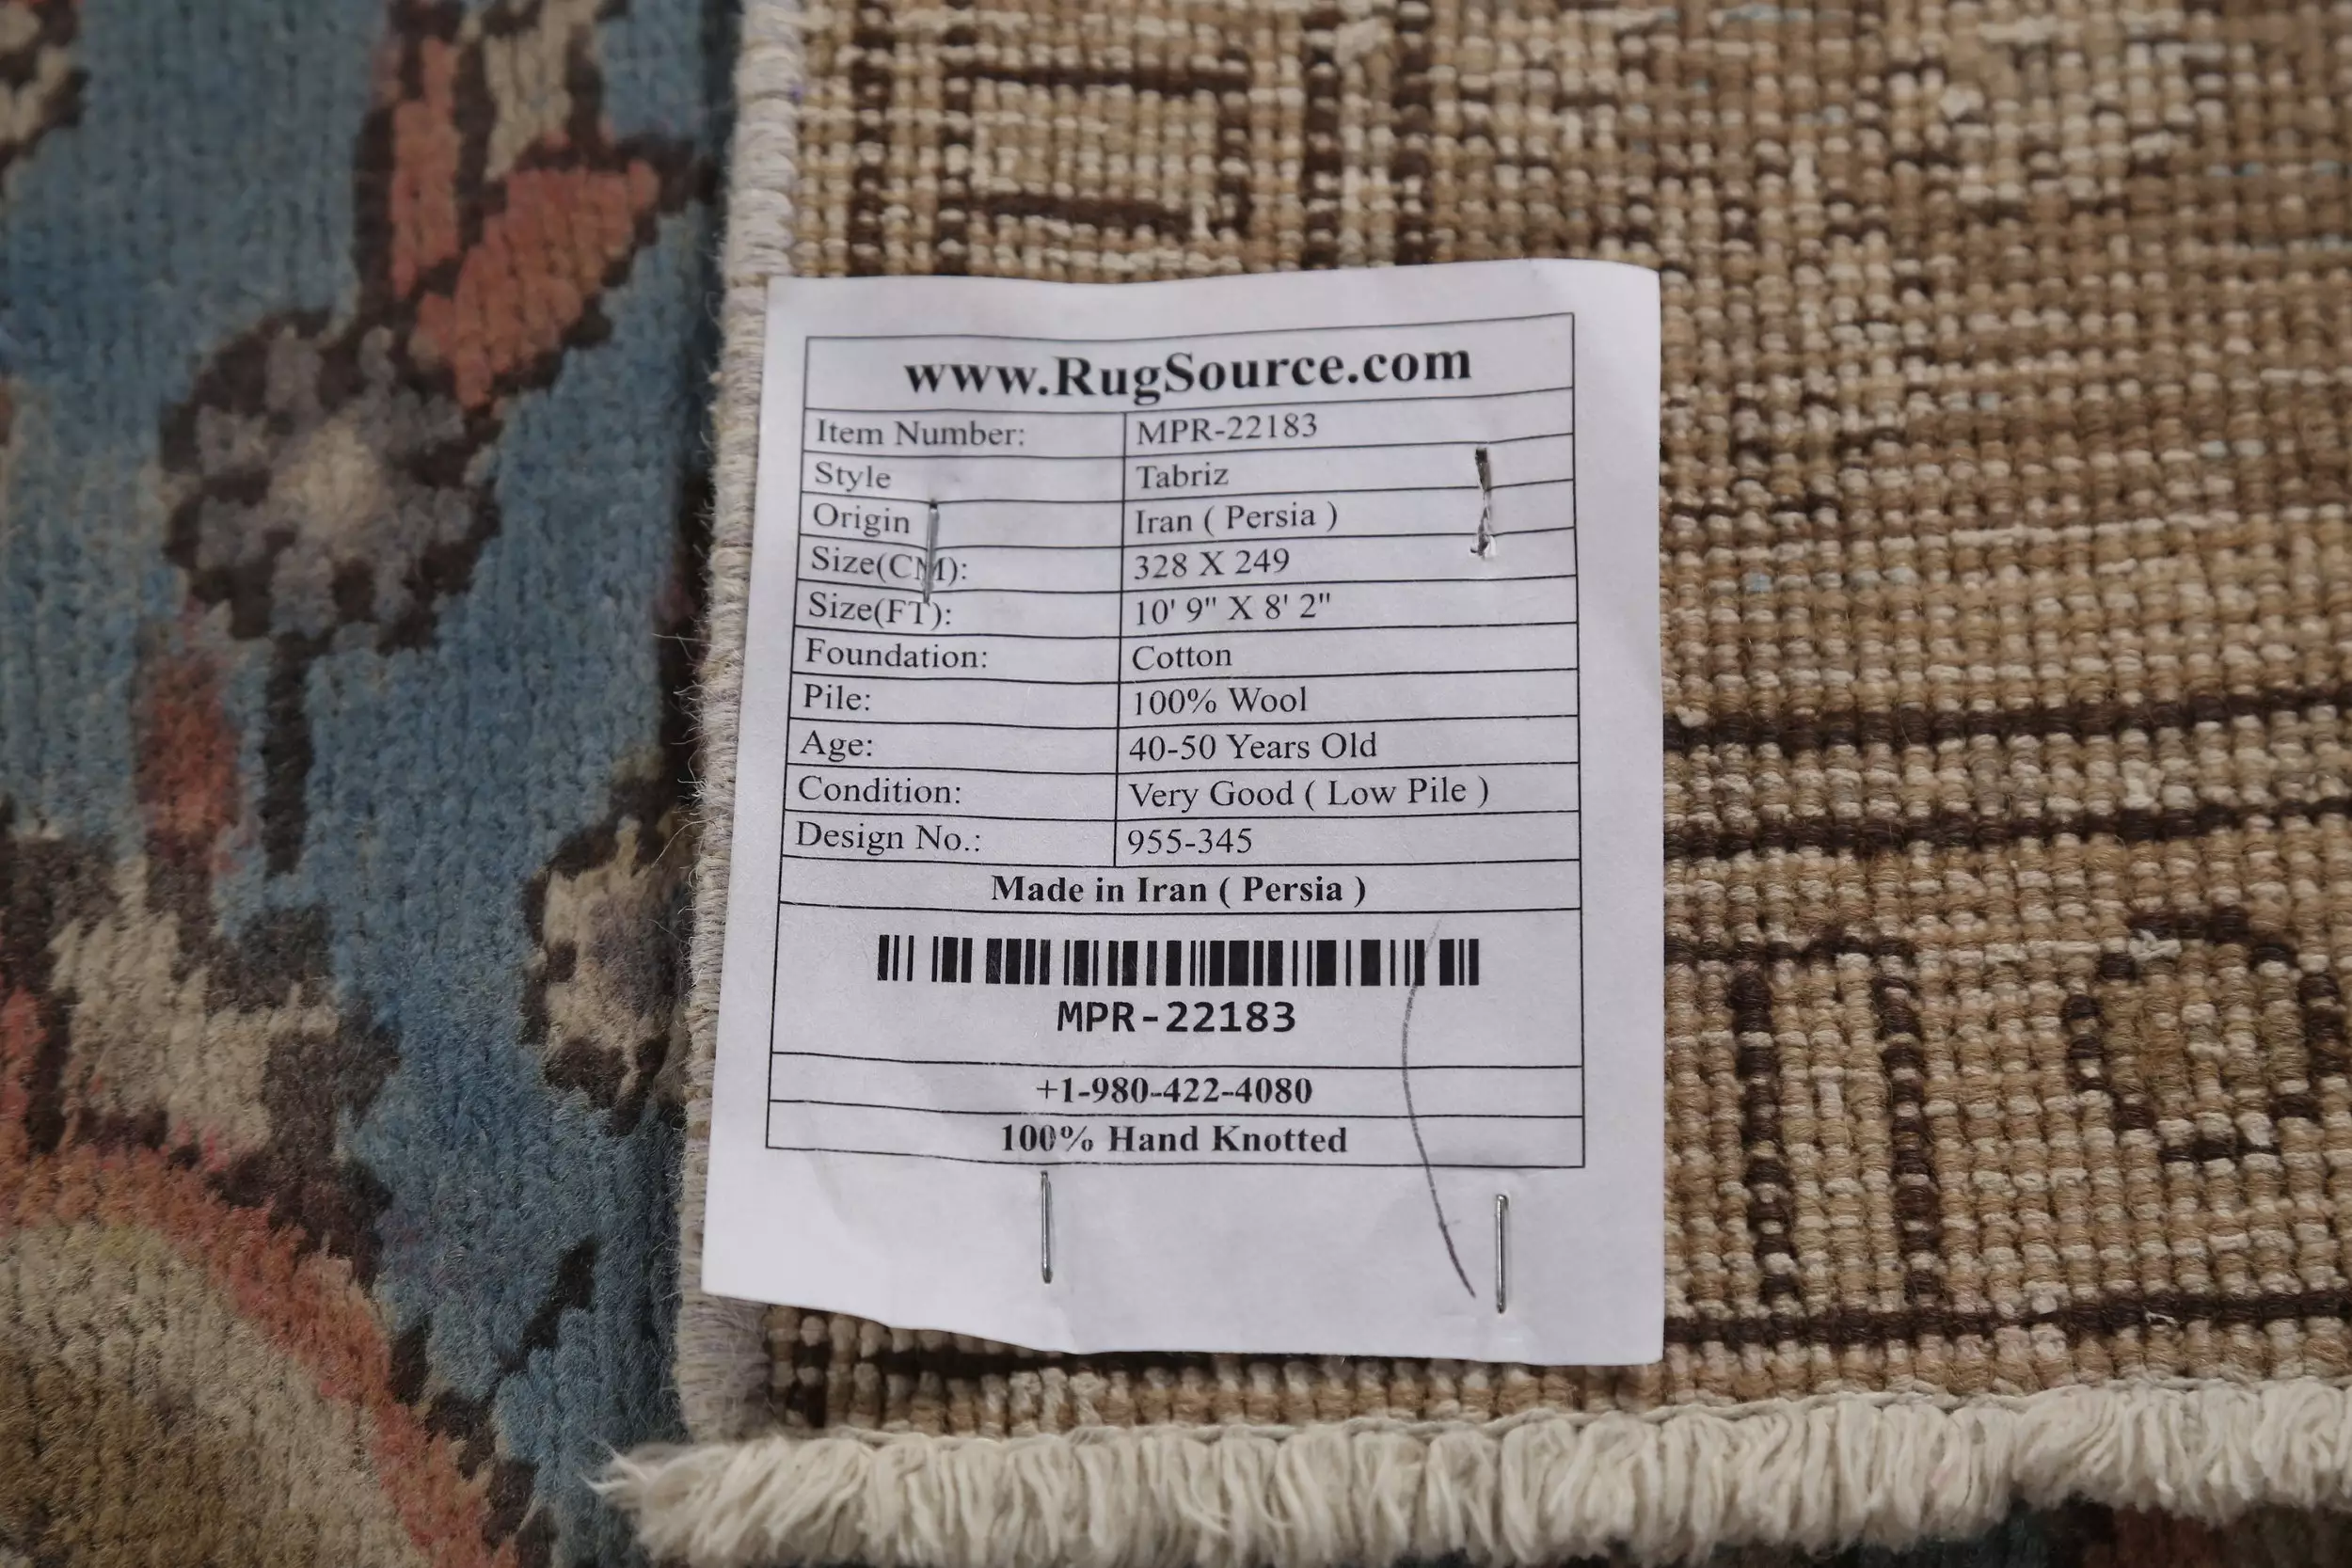 www.RugSource.com
Item Number: MPR-22183
Style Tabriz
Origin Iran ( Persia )
Size(CM): 328 X 249
Size(FT): 10' 9" X 8' 2"
Foundation: Cotton
Pile: 100% Wool
Age: 40-50 Years Old
Condition: Very Good ( Low Pile )
Design No.: 955-345
Made in Iran ( Persia )
MPR-22183
+1-980-422-4080
100% Hand Knotted